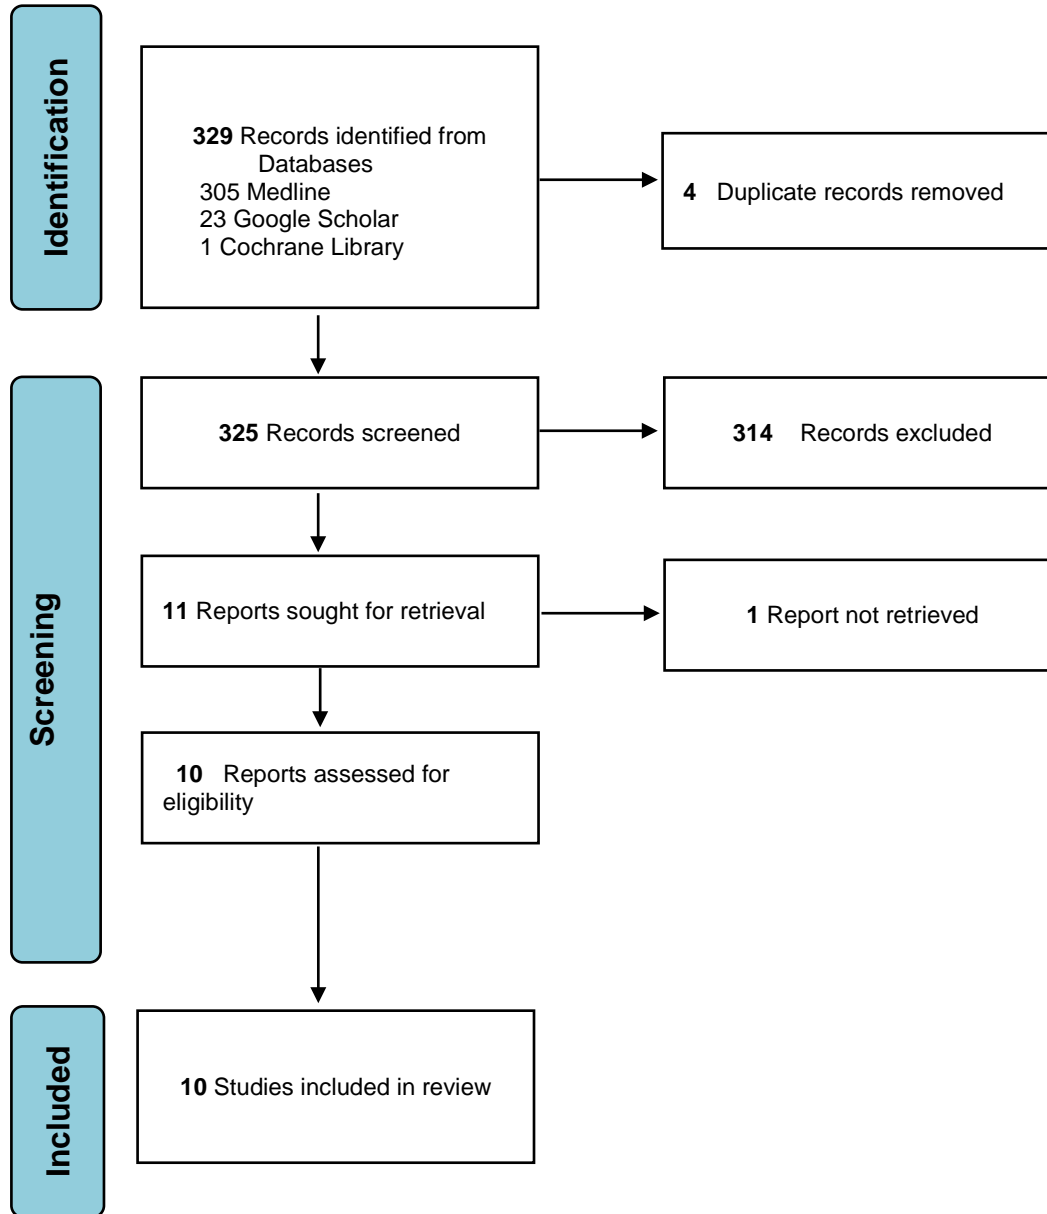 Identification
329 Records identified from
Databases
305 Medline
23 Google Scholar
1 Cochrane Library
4 Duplicate records removed
Screening
325 Records screened
314 Records excluded
11 Reports sought for retrieval
1 Report not retrieved
10 Reports assessed for
eligibility
Included
10 Studies included in review